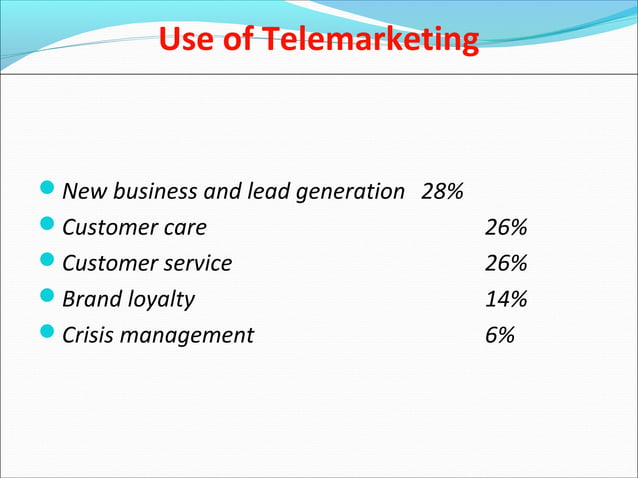 Use of Telemarketing
New business and lead generation 28%
Customer care 26%
Customer service 26%
Brand loyalty 14%
Crisis management 6%